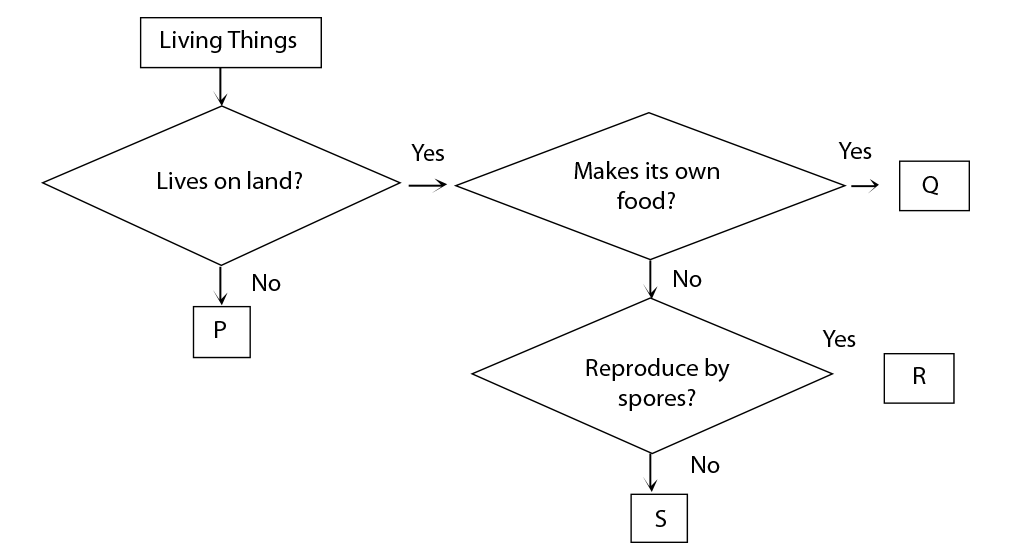 Living Things
Lives on land?
Yes
Makes its own
food?
Yes
Q
No
P
No
Reproduce by
spores?
Yes
R
No
S